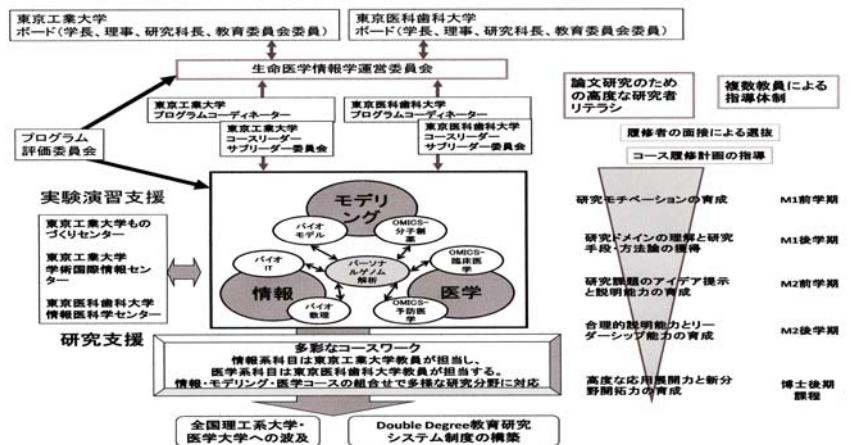 東京工業大学
ボード（学長、理事、研究科長、教育委員会委員）
東京医科歯科大学
ボード（学長、理事、研究科長、教育委員会委員）
生命医学情報学運営委員会
東京工業大学
プログラムコーディネーター
東京医科歯科大学
プログラムコーディネーター
東京工業大学
コースリーダー
サブリーダー委員会
東京医科歯科大学
コースリーダー
サブリーダー委員会
プログラム
評価委員会
実験演習支援
東京工業大学もの
づくりセンター
東京工業大学
学術国際情報セン
ター
東京医科歯科大学
情報医科学センター
研究支援
モデリ
ング
バイオ
モデル
OMICS-
分子創
薬
バイオ
IT
パーソナ
ルゲノム
解析
OMICS-
臨床医
学
情報
医学
バイオ
数理
OMICS-
予防医
学
多彩なコースワーク
情報系科目は東京工業大学教員が担当し、
医学系科目は東京医科歯科大学教員が担当する。
情報・モデリング・医学コースの組合せで多様な研究分野に対応
全国理工系大学・
医学大学への波及
Double Degree教育研究
システム制度の構築
論文研究のため
の高度な研究者
リテラシ
複数教員による
指導体制
履修者の面接による選抜
コース履修計画の指導
研究モチベーションの育成
M1前学期
研究ドメインの理解と研究
手段・方法論の獲得
M1後学期
研究課題のアイデア提示
と説明能力の育成
M2前学期
合理的説明能力とリー
ダーシップ能力の育成
M2後学期
高度な応用展開力と新分
野開拓力の育成
博士後期
課程